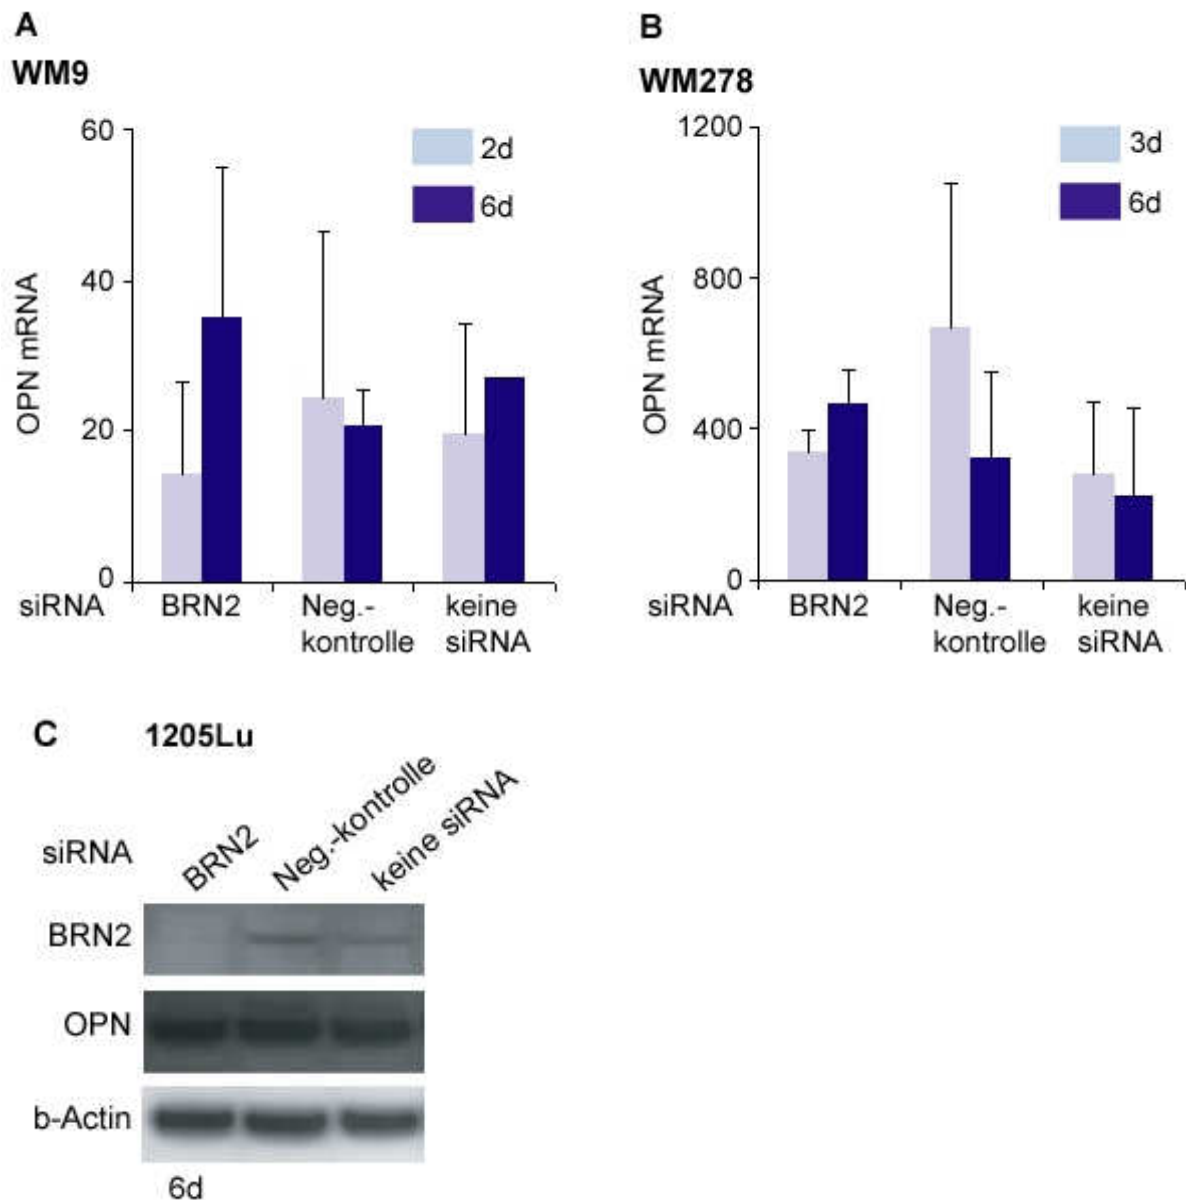 A
WM9
60
40
20
0
OPN mRNA
2d
6d
siRNA
BRN2
Neg.-
kontrolle
keine
siRNA
B
WM278
1200
800
400
0
OPN mRNA
3d
6d
siRNA
BRN2
Neg.-
kontrolle
keine
siRNA
C
1205Lu
siRNA
BRN2
Neg.-kontrolle
keine siRNA
BRN2
OPN
b-Actin
6d